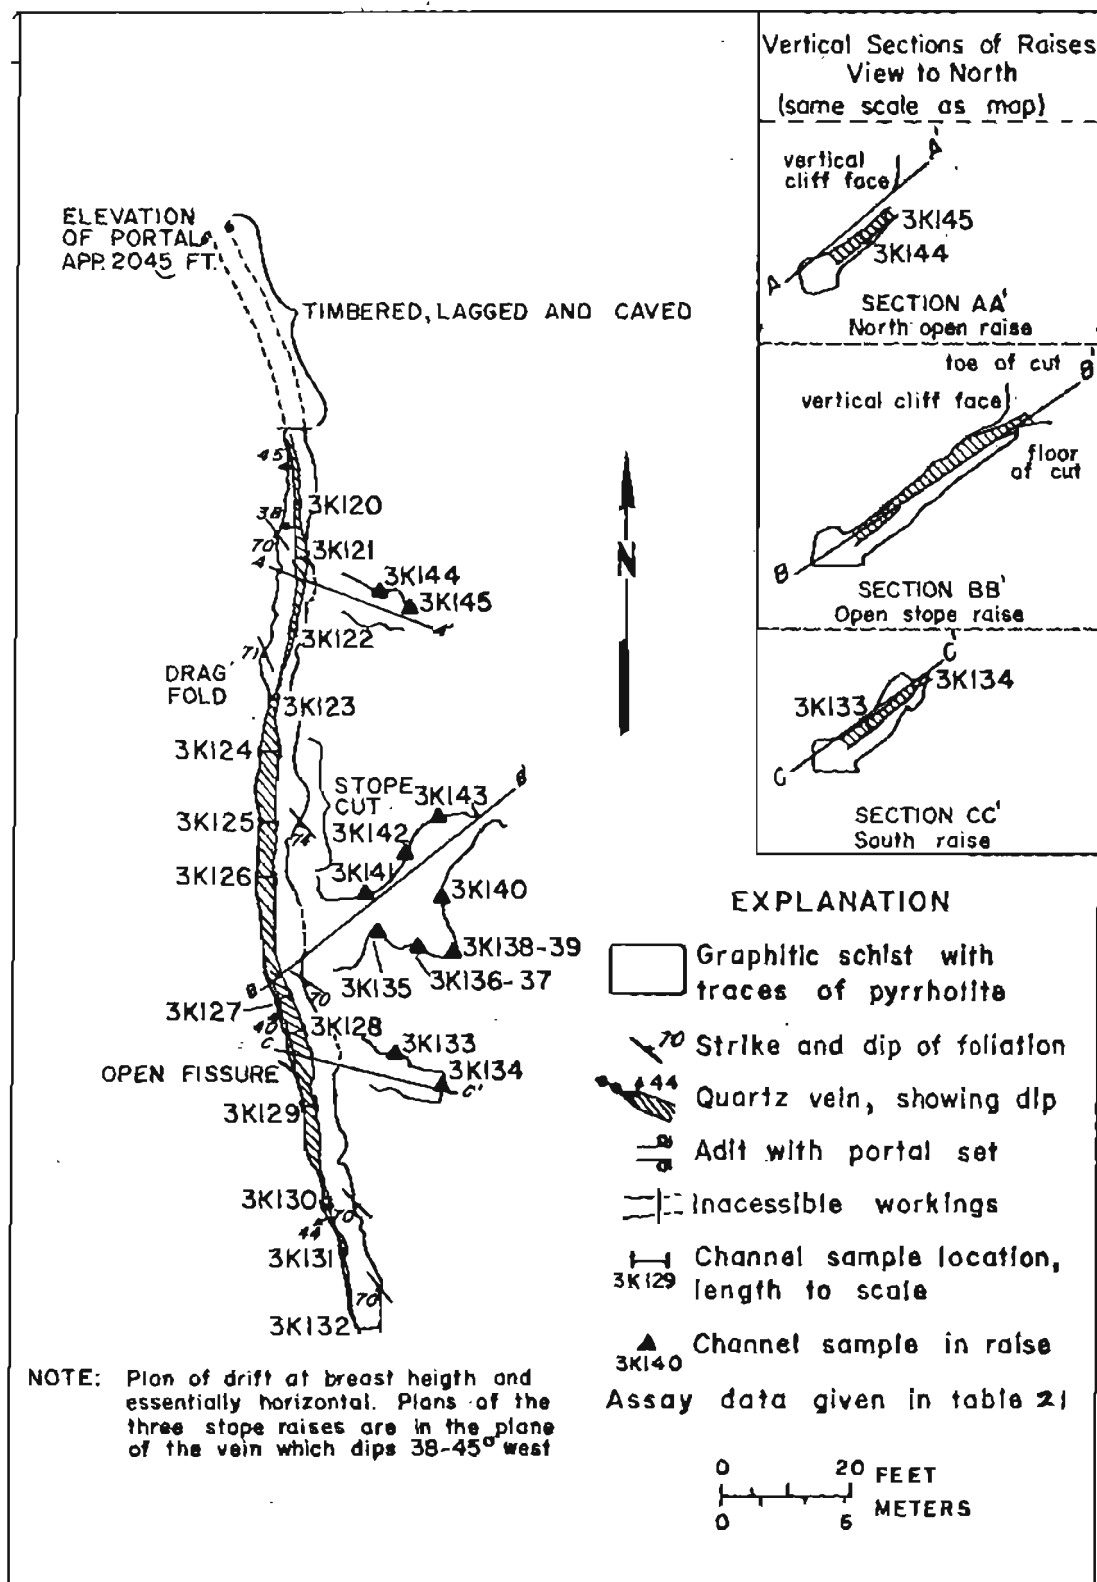 Vertical Sections of Raises
View to North
(same scale as map)
A'
vertical
cliff face
3K145
3K144
A
SECTION AA'
North open raise
toe of cut
B'
vertical cliff face
floor
of cut
B
SECTION BB'
Open stope raise
C'
3K134
3K133
C
SECTION CC'
South raise
ELEVATION
OF PORTAL
APP. 2045 FT.
TIMBERED, LAGGED AND CAVED
45
3K120
38
70
3K121
A
3K144
3K145
A'
3K122
71
DRAG
FOLD
3K123
3K124
STOPE
CUT
B'
3K143
3K125
74
3K142
3K141
3K126
3K140
3K138-39
3K136-37
3K135
B
70
3K127
40
3K128
C
3K133
3K134
C'
OPEN FISSURE
3K129
3K130
70
44
3K131
70
3K132
N
EXPLANATION
Graphitic schist with
traces of pyrrhotite
70 Strike and dip of foliation
44
Quartz vein, showing dip
Adit with portal set
Inacessible workings
3K129
Channel sample location,
length to scale
3K140
Channel sample in raise
Assay data given in table 21
NOTE: Plan of drift at breast heigth and
essentially horizontal. Plans of the
three stope raises are in the plane
of the vein which dips 38-45° west
0 20 FEET
0 6 METERS